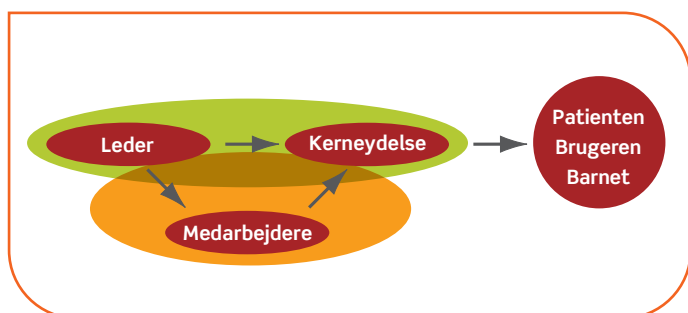 Leder
Kerneydelse
Medarbejdere
Patienten
Brugeren
Barnet